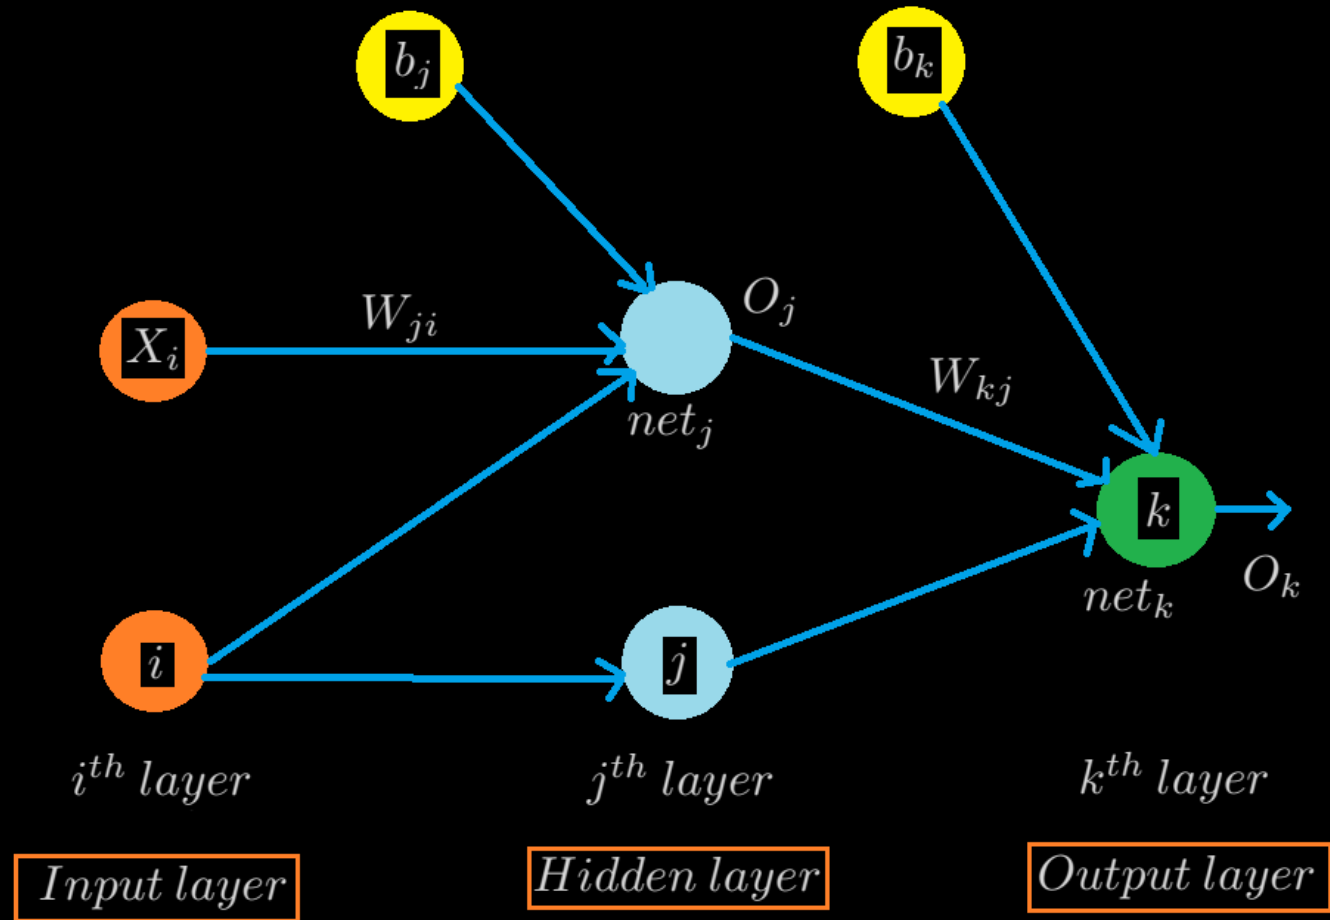 b_j
b_k
X_i
W_{ji}
O_j
W_{kj}
net_j
k
net_k
O_k
i
j
i^{th} layer
j^{th} layer
k^{th} layer
Input layer
Hidden layer
Output layer